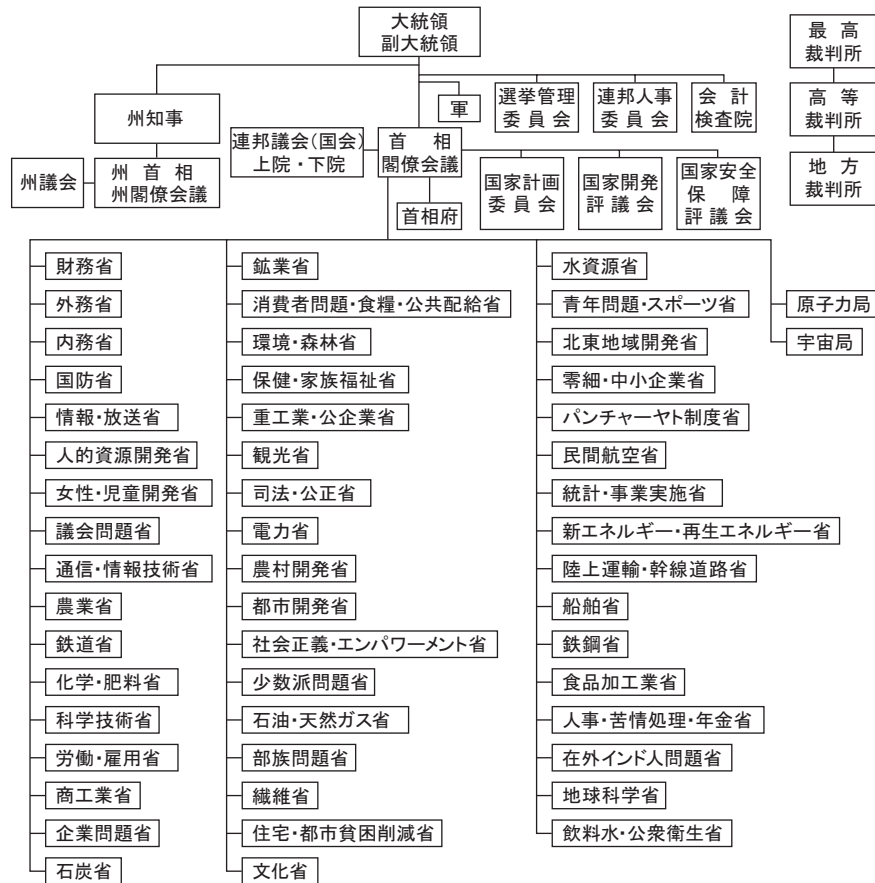 大統領
副大統領
最高
裁判所
軍
選挙管理
委員会
連邦人事
委員会
会計
検査院
高等
裁判所
州知事
連邦議会(国会)
上院・下院
首相
閣僚会議
地方
裁判所
州議会
州首相
州閣僚会議
首相府
国家計画
委員会
国家開発
評議会
国家安全
保障
評議会
財務省
外務省
内務省
国防省
情報・放送省
人的資源開発省
女性・児童開発省
議会問題省
通信・情報技術省
農業省
鉄道省
化学・肥料省
科学技術省
労働・雇用省
商工業省
企業問題省
石炭省
鉱業省
消費者問題・食糧・公共配給省
環境・森林省
保健・家族福祉省
重工業・公企業省
観光省
司法・公正省
電力省
農村開発省
都市開発省
社会正義・エンパワーメント省
少数派問題省
石油・天然ガス省
部族問題省
繊維省
住宅・都市貧困削減省
文化省
水資源省
青年問題・スポーツ省
北東地域開発省
零細・中小企業省
パンチャーヤト制度省
民間航空省
統計・事業実施省
新エネルギー・再生エネルギー省
陸上運輸・幹線道路省
船舶省
鉄鋼省
食品加工業省
人事・苦情処理・年金省
在外インド人問題省
地球科学省
飲料水・公衆衛生省
原子力局
宇宙局